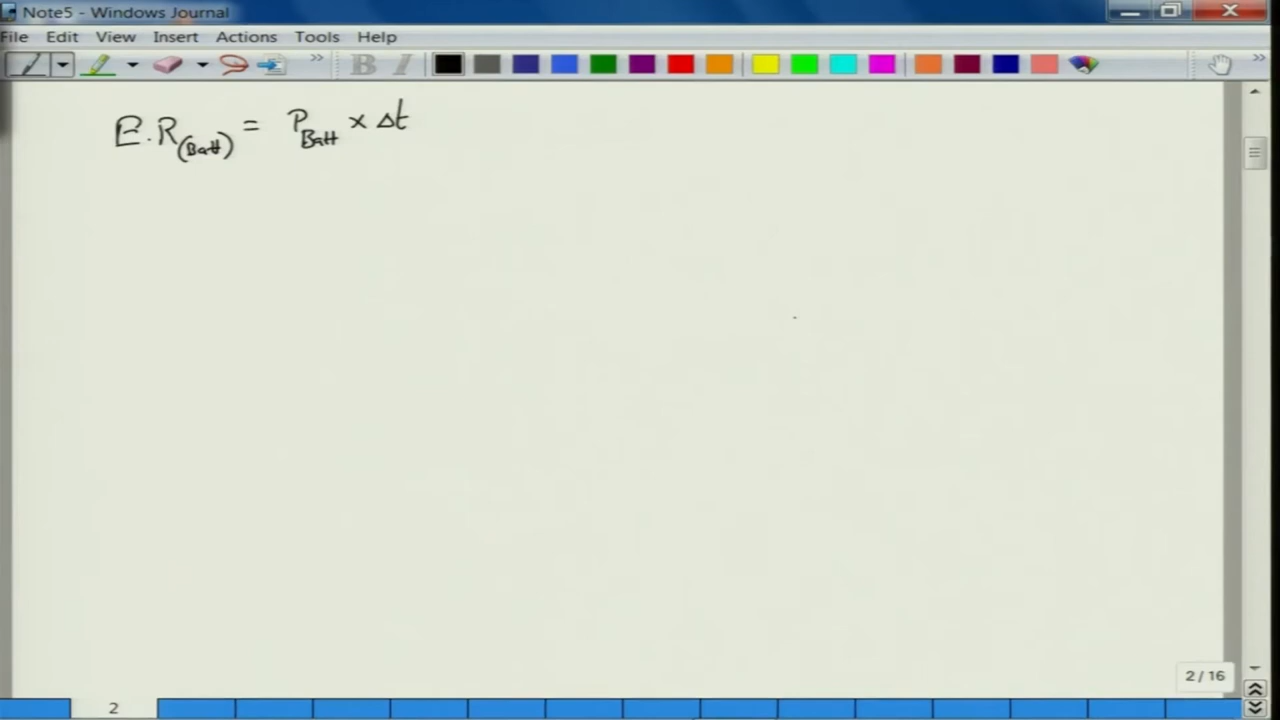 Note5 - Windows Journal
File Edit View Insert Actions Tools Help
E.R(Batt) = PBatt × Δt
2 / 16
2